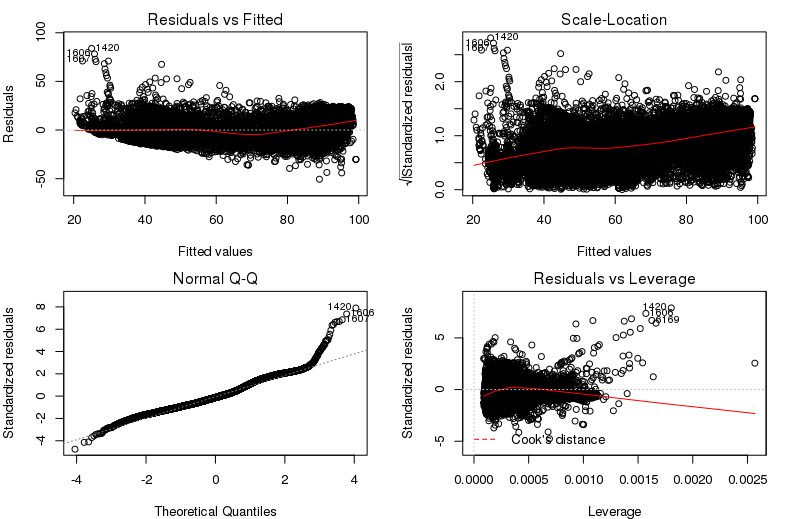 Residuals vs Fitted
Residuals
100
50
0
-50
1606
1420
1607
20 40 60 80 100
Fitted values
Scale-Location
√|Standardized residuals|
2.0
1.0
0.0
1606
1420
1607
20 40 60 80 100
Fitted values
Normal Q-Q
Standardized residuals
8
6
4
2
0
-2
-4
1420
1606
1607
-4 -2 0 2 4
Theoretical Quantiles
Residuals vs Leverage
Standardized residuals
5
0
-5
1420
1606
Cook's distance
0.0000 0.0005 0.0010 0.0015 0.0020 0.0025
Leverage